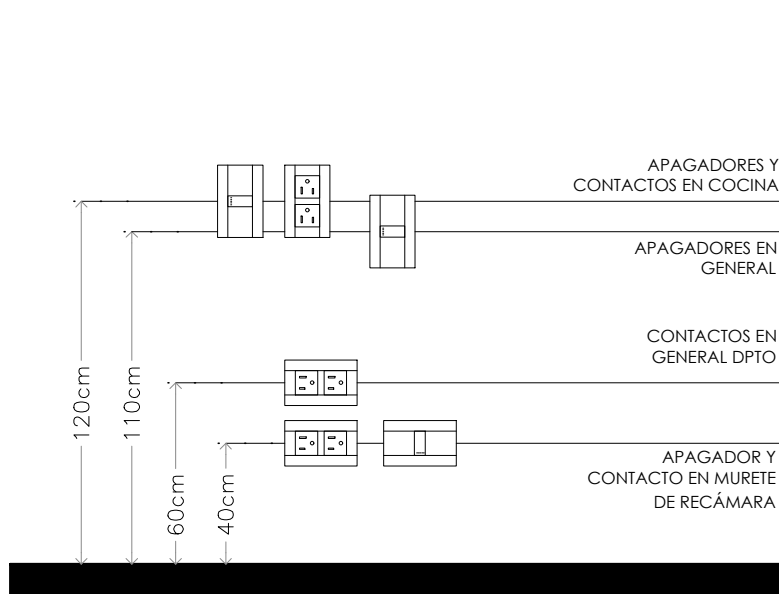 APAGADORES Y
CONTACTOS EN COCINA
APAGADORES EN
GENERAL
CONTACTOS EN
GENERAL DPTO
APAGADOR Y
CONTACTO EN MURETE
DE RECÁMARA
120cm
110cm
60cm
40cm